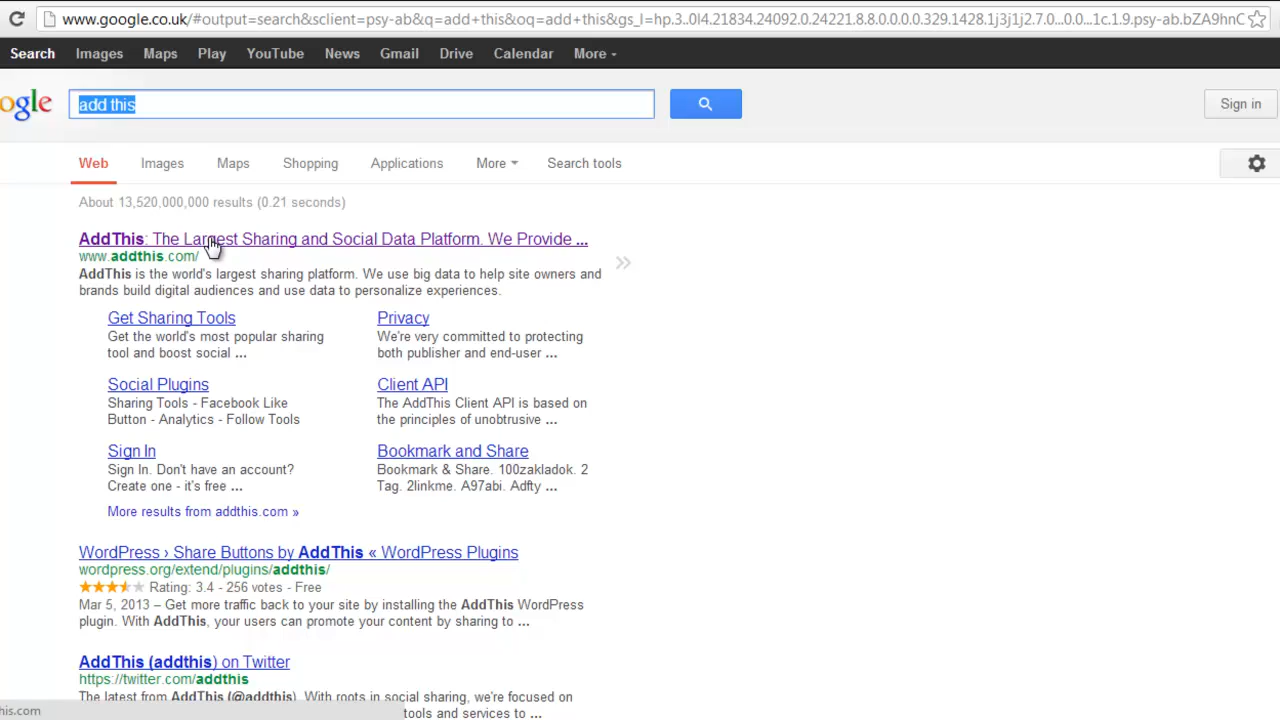 www.google.co.uk/#output=search&sclient=psy-ab&q=add+this&oq=add+this&gs_l=hp.3..0l4.21834.24092.0.24221.8.8.0.0.0.0.329.1428.1j3j1j2.7.0...0.0...1c.1.9.psy-ab.bZA9hnC
Search Images Maps Play YouTube News Gmail Drive Calendar More
ogle add this Sign in
Web Images Maps Shopping Applications More Search tools
About 13,520,000,000 results (0.21 seconds)
AddThis: The Largest Sharing and Social Data Platform. We Provide ...
www.addthis.com/
AddThis is the world's largest sharing platform. We use big data to help site owners and
brands build digital audiences and use data to personalize experiences.
Get Sharing Tools
Get the world's most popular sharing
tool and boost social ...
Privacy
We're very committed to protecting
both publisher and end-user ...
Social Plugins
Sharing Tools - Facebook Like
Button - Analytics - Follow Tools
Client API
The AddThis Client API is based on
the principles of unobtrusive ...
Sign In
Sign In. Don't have an account?
Create one - it's free ...
Bookmark and Share
Bookmark & Share. 100zakladok. 2
Tag. 2linkme. A97abi. Adfty ...
More results from addthis.com »
WordPress › Share Buttons by AddThis « WordPress Plugins
wordpress.org/extend/plugins/addthis/
Rating: 3.4 - 256 votes - Free
Mar 5, 2013 – Get more traffic back to your site by installing the AddThis WordPress
plugin. With AddThis, your users can promote your content by sharing to ...
AddThis (addthis) on Twitter
https://twitter.com/addthis
The latest from AddThis (@addthis). With roots in social sharing, we're focused on
tools and services to ...
his.com